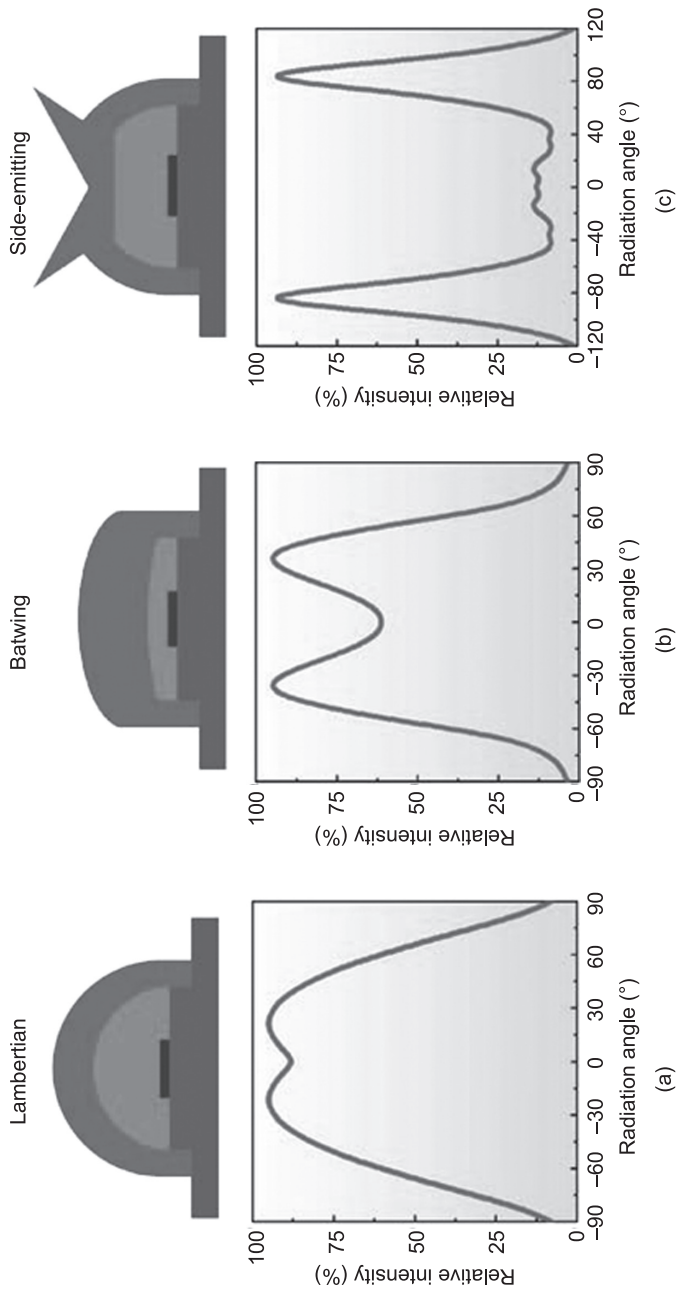 Lambertian
100
75
50
25
0
Relative intensity (%)
−90 −60 −30 0 30 60 90
Radiation angle (°)
(a)
Batwing
100
75
50
25
0
Relative intensity (%)
−90 −60 −30 0 30 60 90
Radiation angle (°)
(b)
Side-emitting
100
75
50
25
0
Relative intensity (%)
−120 −80 −40 0 40 80 120
Radiation angle (°)
(c)